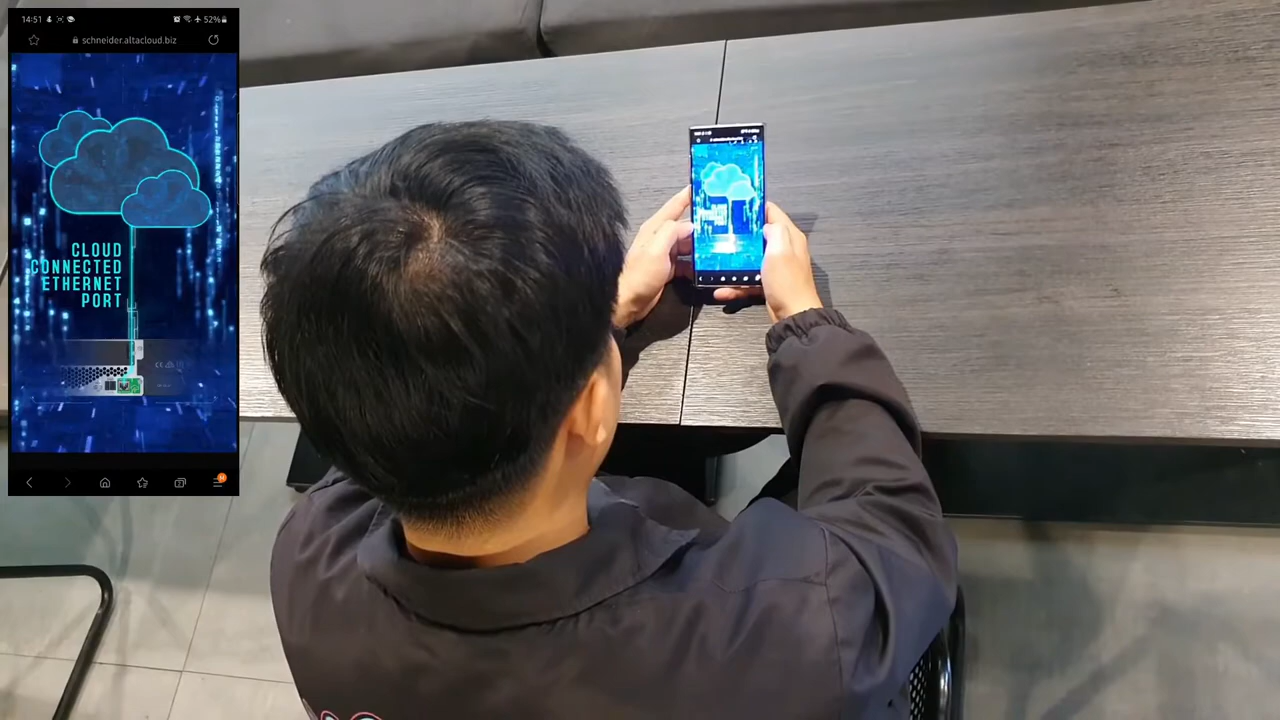 14:51
52%
schneider.altacloud.biz
CLOUD
CONNECTED
ETHERNET
PORT
N